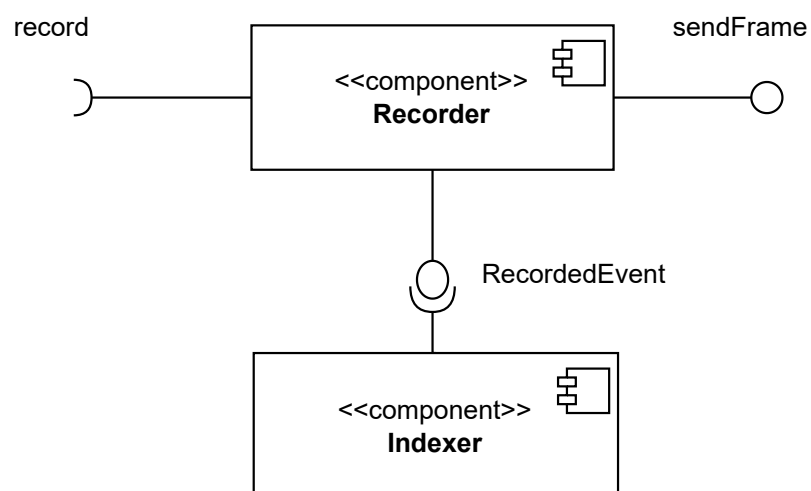 record
sendFrame
<<component>>
Recorder
RecordedEvent
<<component>>
Indexer